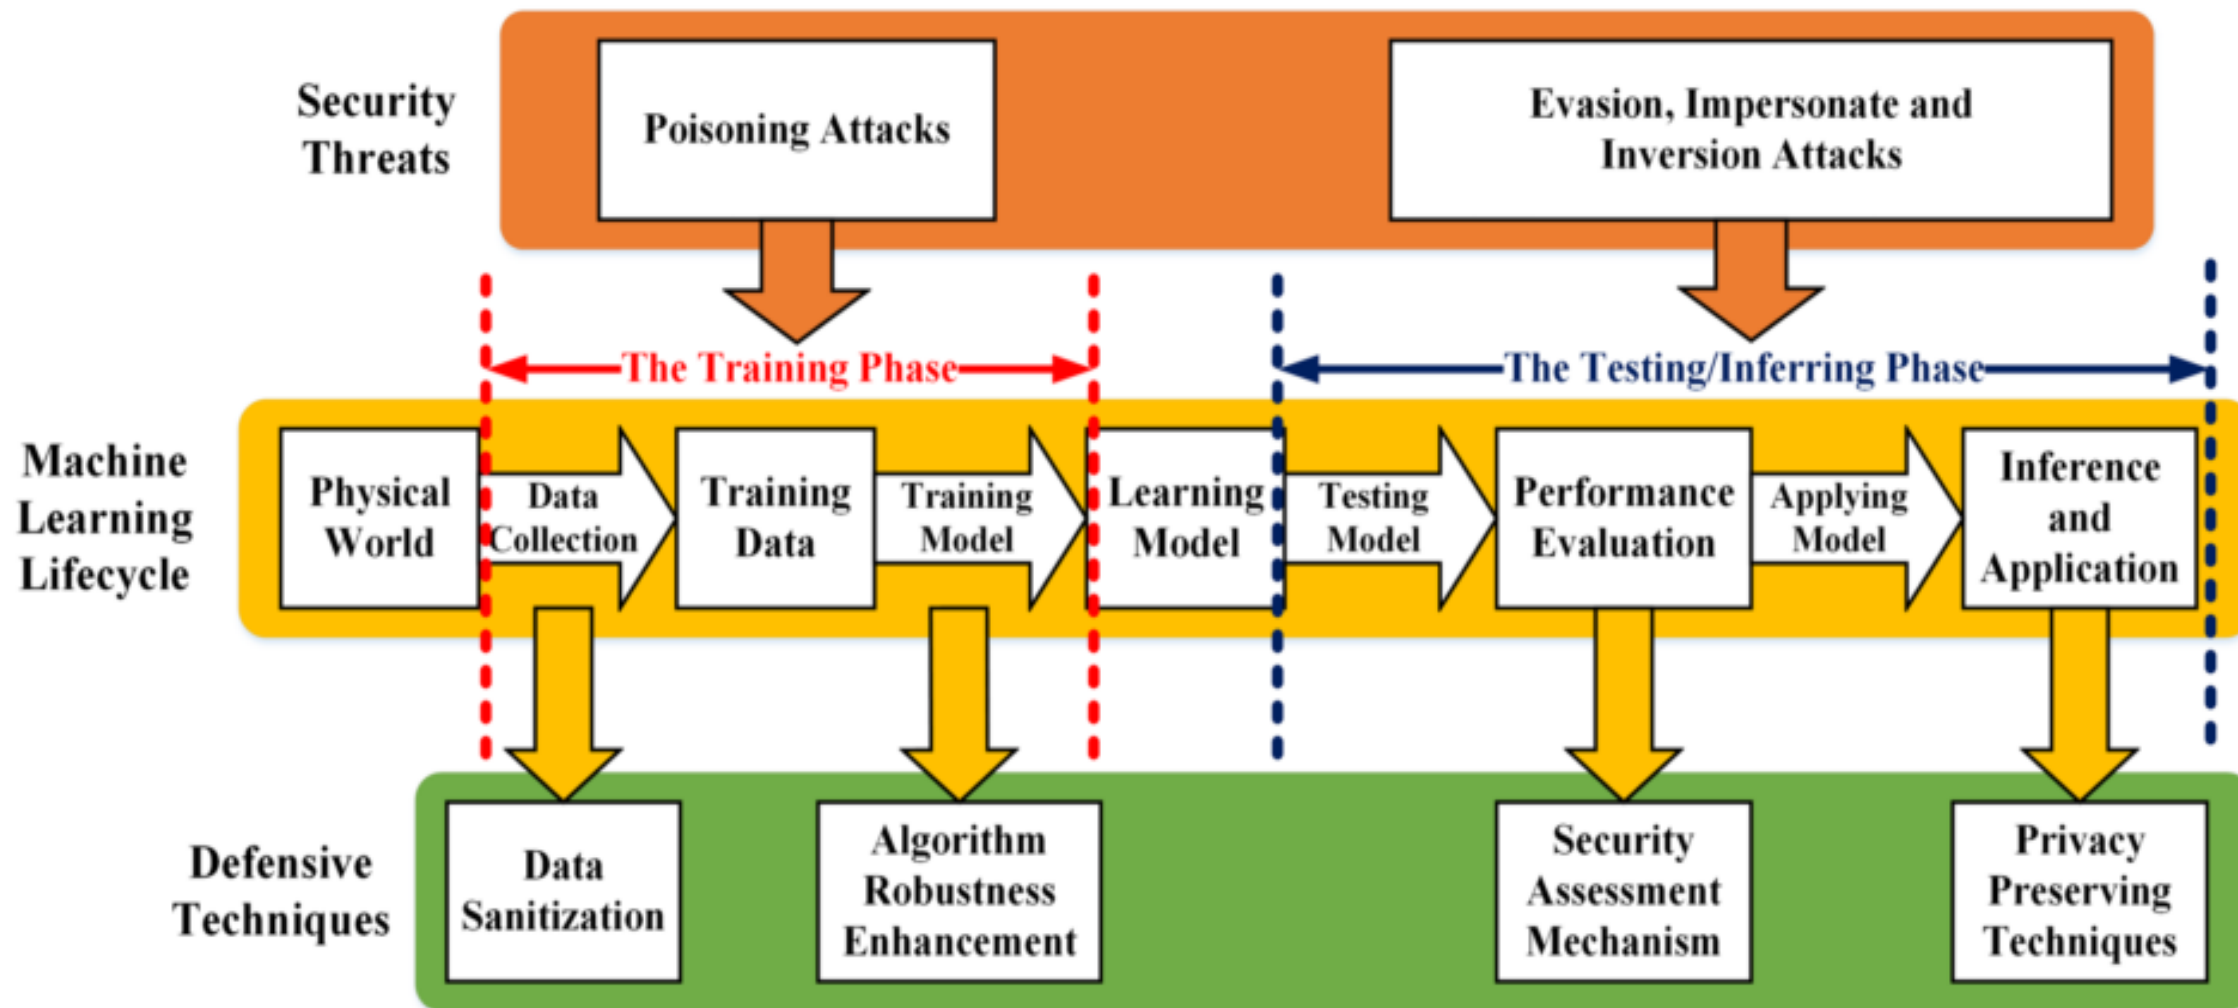 Security
Threats
Poisoning Attacks
Evasion, Impersonate and
Inversion Attacks
The Training Phase
The Testing/Inferring Phase
Machine
Learning
Lifecycle
Physical
World
Data
Collection
Training
Data
Training
Model
Learning
Model
Testing
Model
Performance
Evaluation
Applying
Model
Inference
and
Application
Defensive
Techniques
Data
Sanitization
Algorithm
Robustness
Enhancement
Security
Assessment
Mechanism
Privacy
Preserving
Techniques